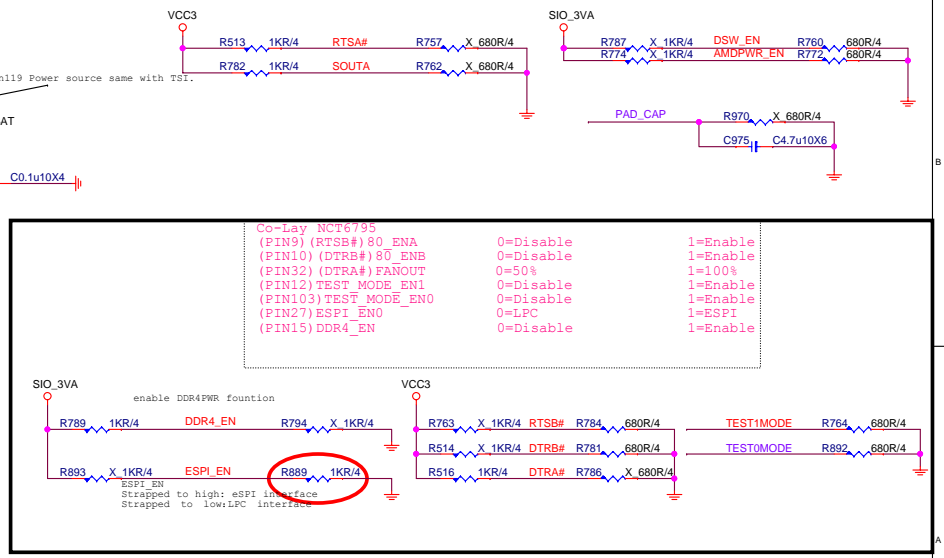 VCC3
SIO_3VA
R513 1KR/4 RTSA# R757 X_680R/4
R787 X_1KR/4 DSW_EN R760 680R/4
R774 X_1KR/4 AMDPWR_EN R772 680R/4
R782 1KR/4 SOUTA R762 X_680R/4
n119 Power source same with TSI.
PAD_CAP R970 X_680R/4
AT
C975 C4.7u10X6
C0.1u10X4
B
Co-Lay NCT6795
(PIN9)(RTSB#)80_ENA 0=Disable 1=Enable
(PIN10)(DTRB#)80_ENB 0=Disable 1=Enable
(PIN32)(DTRA#)FANOUT 0=50% 1=100%
(PIN12)TEST_MODE_EN1 0=Disable 1=Enable
(PIN103)TEST_MODE_EN0 0=Disable 1=Enable
(PIN27)ESPI_EN0 0=LPC 1=ESPI
(PIN15)DDR4_EN 0=Disable 1=Enable
SIO_3VA
VCC3
enable DDR4PWR fountion
R789 1KR/4 DDR4_EN R794 X_1KR/4
R763 X_1KR/4 RTSB# R784 680R/4
TEST1MODE R764 680R/4
R514 X_1KR/4 DTRB# R781 680R/4
TEST0MODE R892 680R/4
R893 X_1KR/4 ESPI_EN R889 1KR/4
R516 1KR/4 DTRA# R786 X_680R/4
ESPI_EN
Strapped to high: eSPI interface
Strapped to low:LPC interface
A